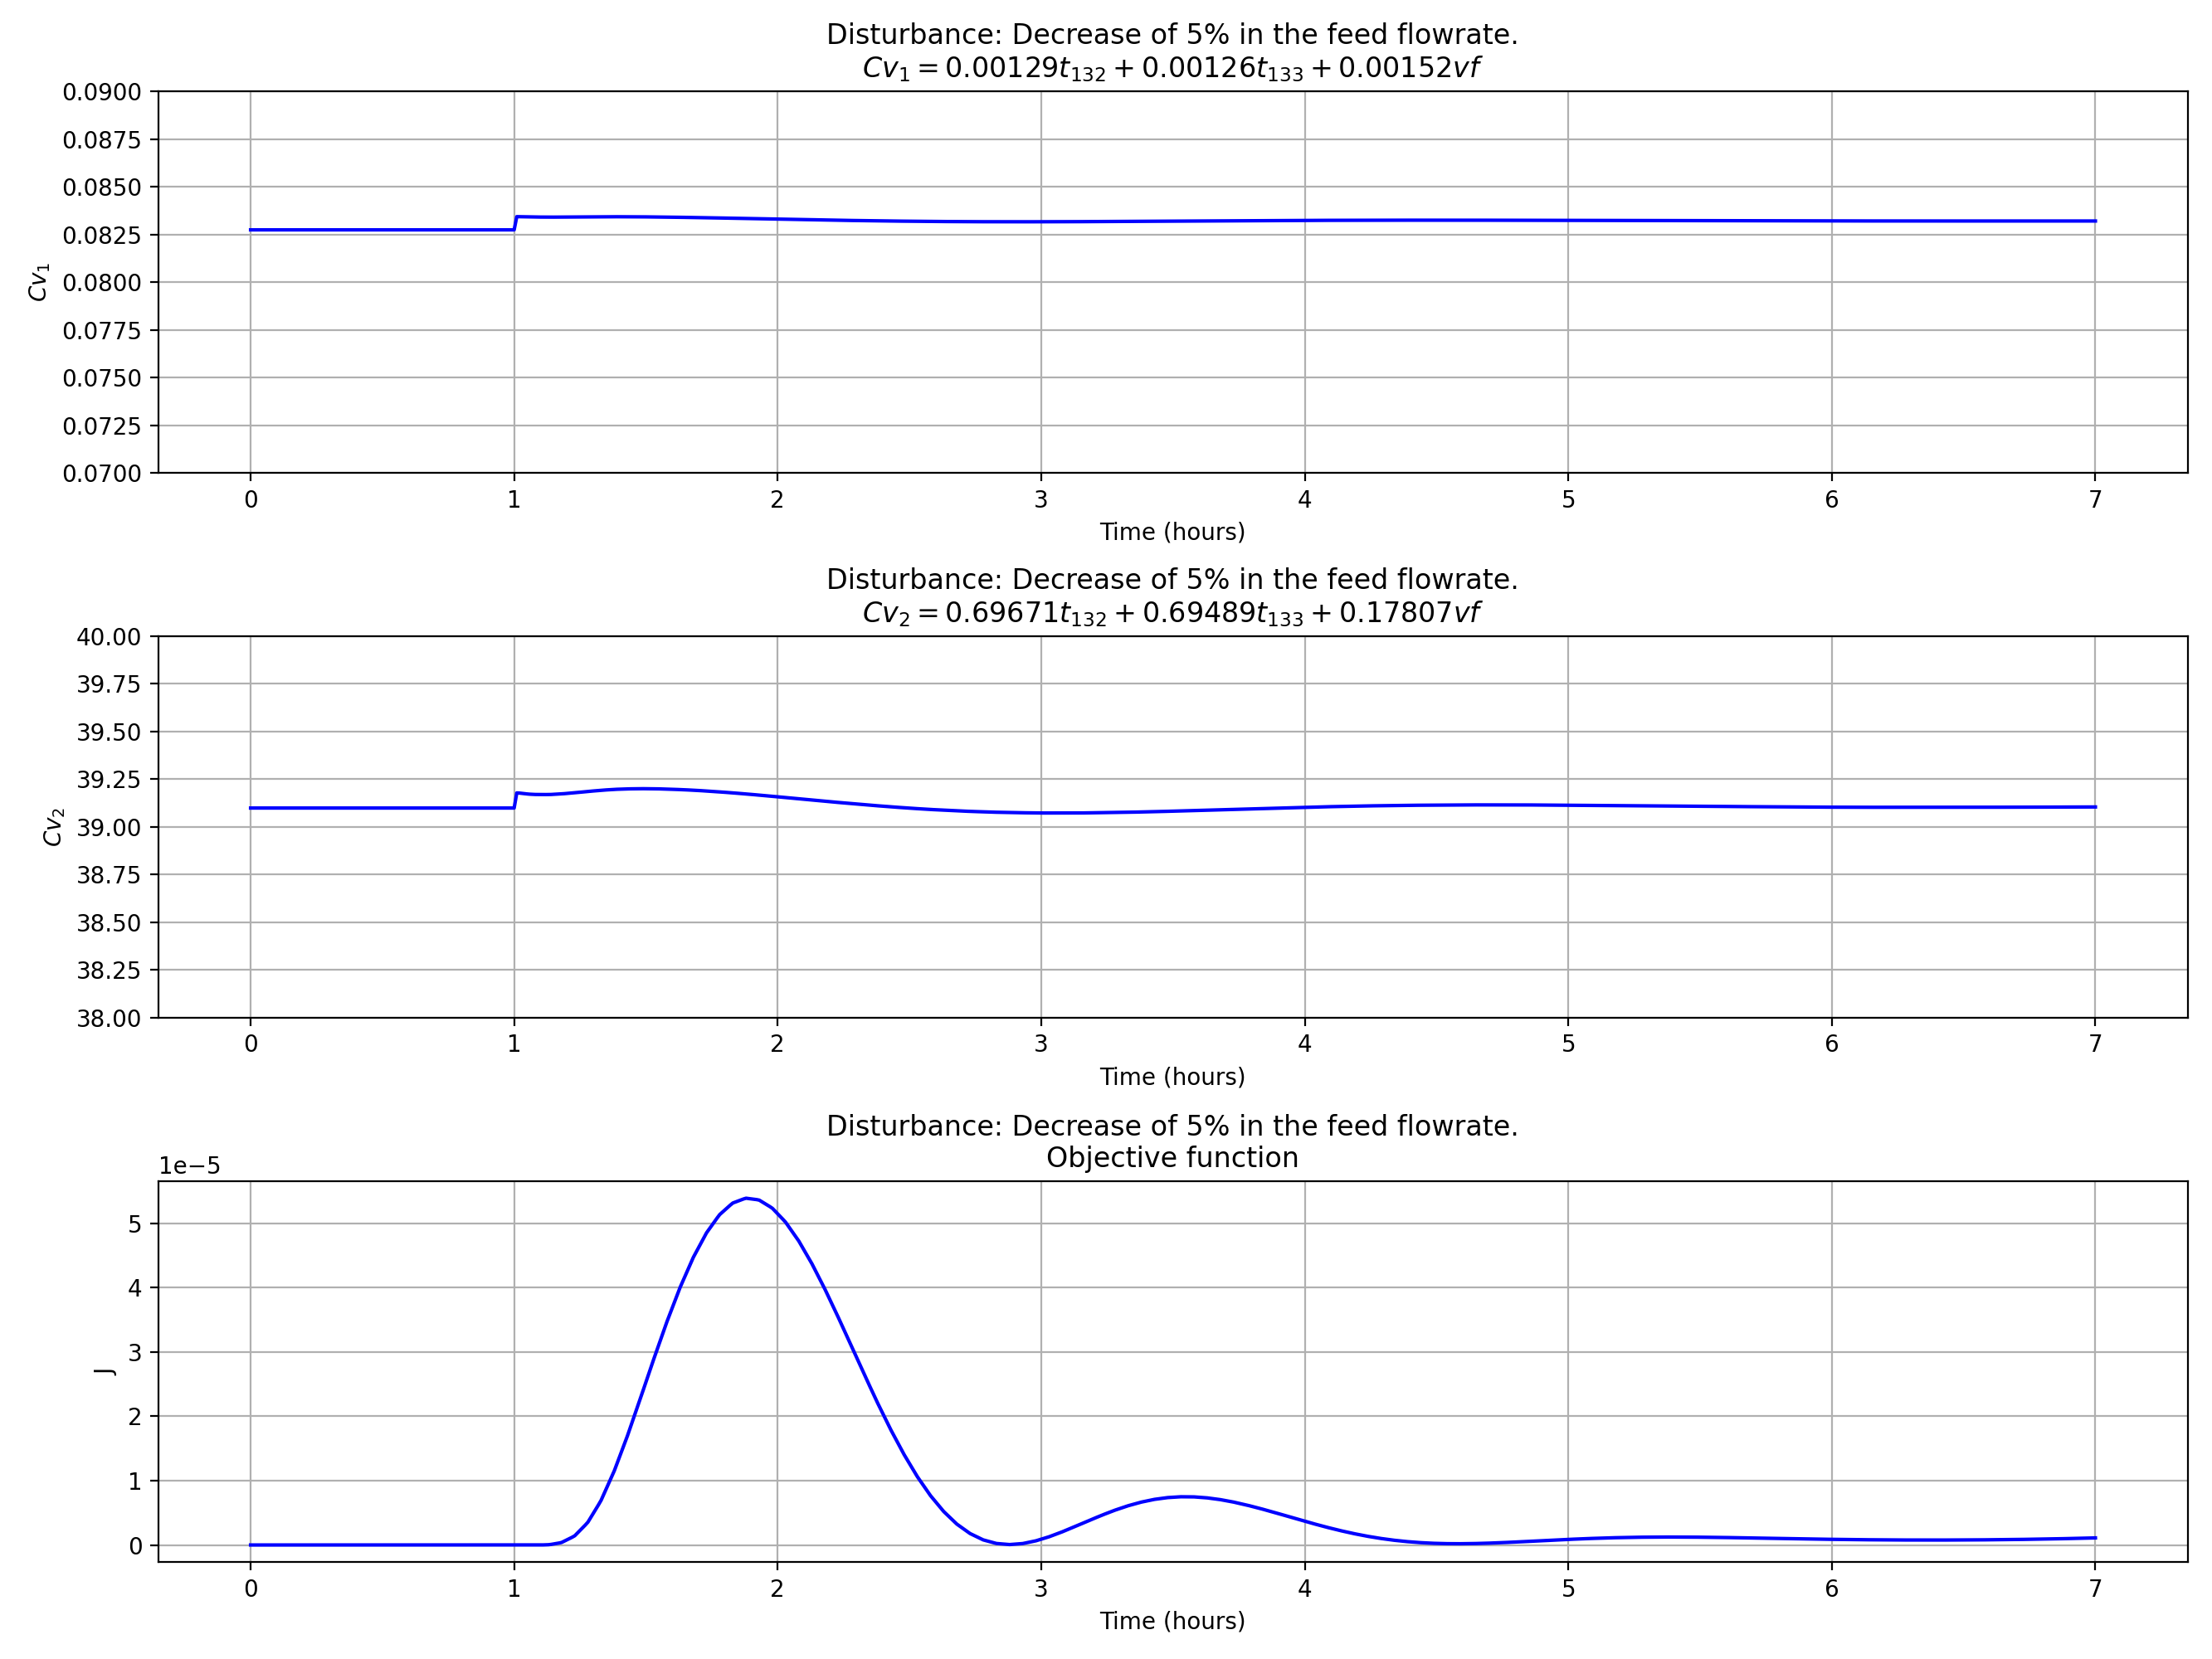 Disturbance: Decrease of 5% in the feed flowrate.
Cv₁ = 0.00129t₁₃₂ + 0.00126t₁₃₃ + 0.00152vf
0.0900
0.0875
0.0850
0.0825
0.0800
0.0775
0.0750
0.0725
0.0700
Cv₁
0 1 2 3 4 5 6 7
Time (hours)
Disturbance: Decrease of 5% in the feed flowrate.
Cv₂ = 0.69671t₁₃₂ + 0.69489t₁₃₃ + 0.17807vf
40.00
39.75
39.50
39.25
39.00
38.75
38.50
38.25
38.00
Cv₂
0 1 2 3 4 5 6 7
Time (hours)
Disturbance: Decrease of 5% in the feed flowrate.
Objective function
1e−5
5
4
3
2
1
0
J
0 1 2 3 4 5 6 7
Time (hours)